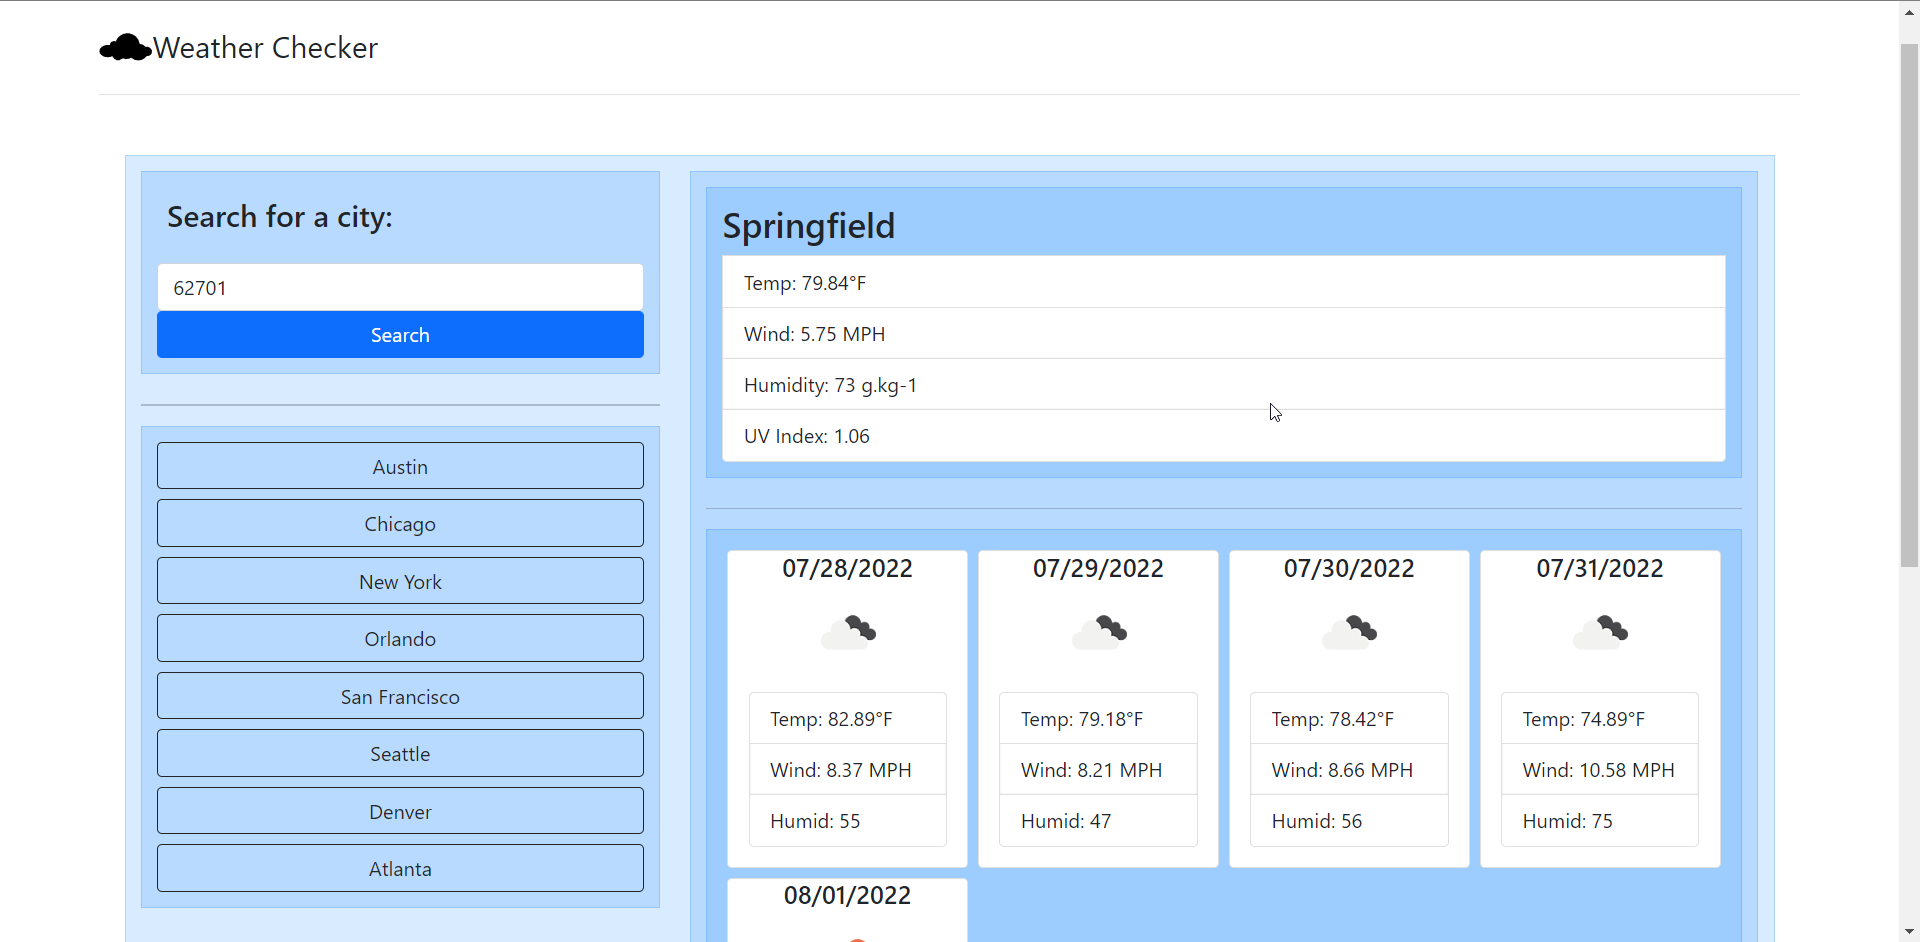 Weather Checker
Search for a city:
62701
Search
Austin
Chicago
New York
Orlando
San Francisco
Seattle
Denver
Atlanta
Springfield
Temp: 79.84°F
Wind: 5.75 MPH
Humidity: 73 g.kg-1
UV Index: 1.06
07/28/2022
Temp: 82.89°F
Wind: 8.37 MPH
Humid: 55
07/29/2022
Temp: 79.18°F
Wind: 8.21 MPH
Humid: 47
07/30/2022
Temp: 78.42°F
Wind: 8.66 MPH
Humid: 56
07/31/2022
Temp: 74.89°F
Wind: 10.58 MPH
Humid: 75
08/01/2022